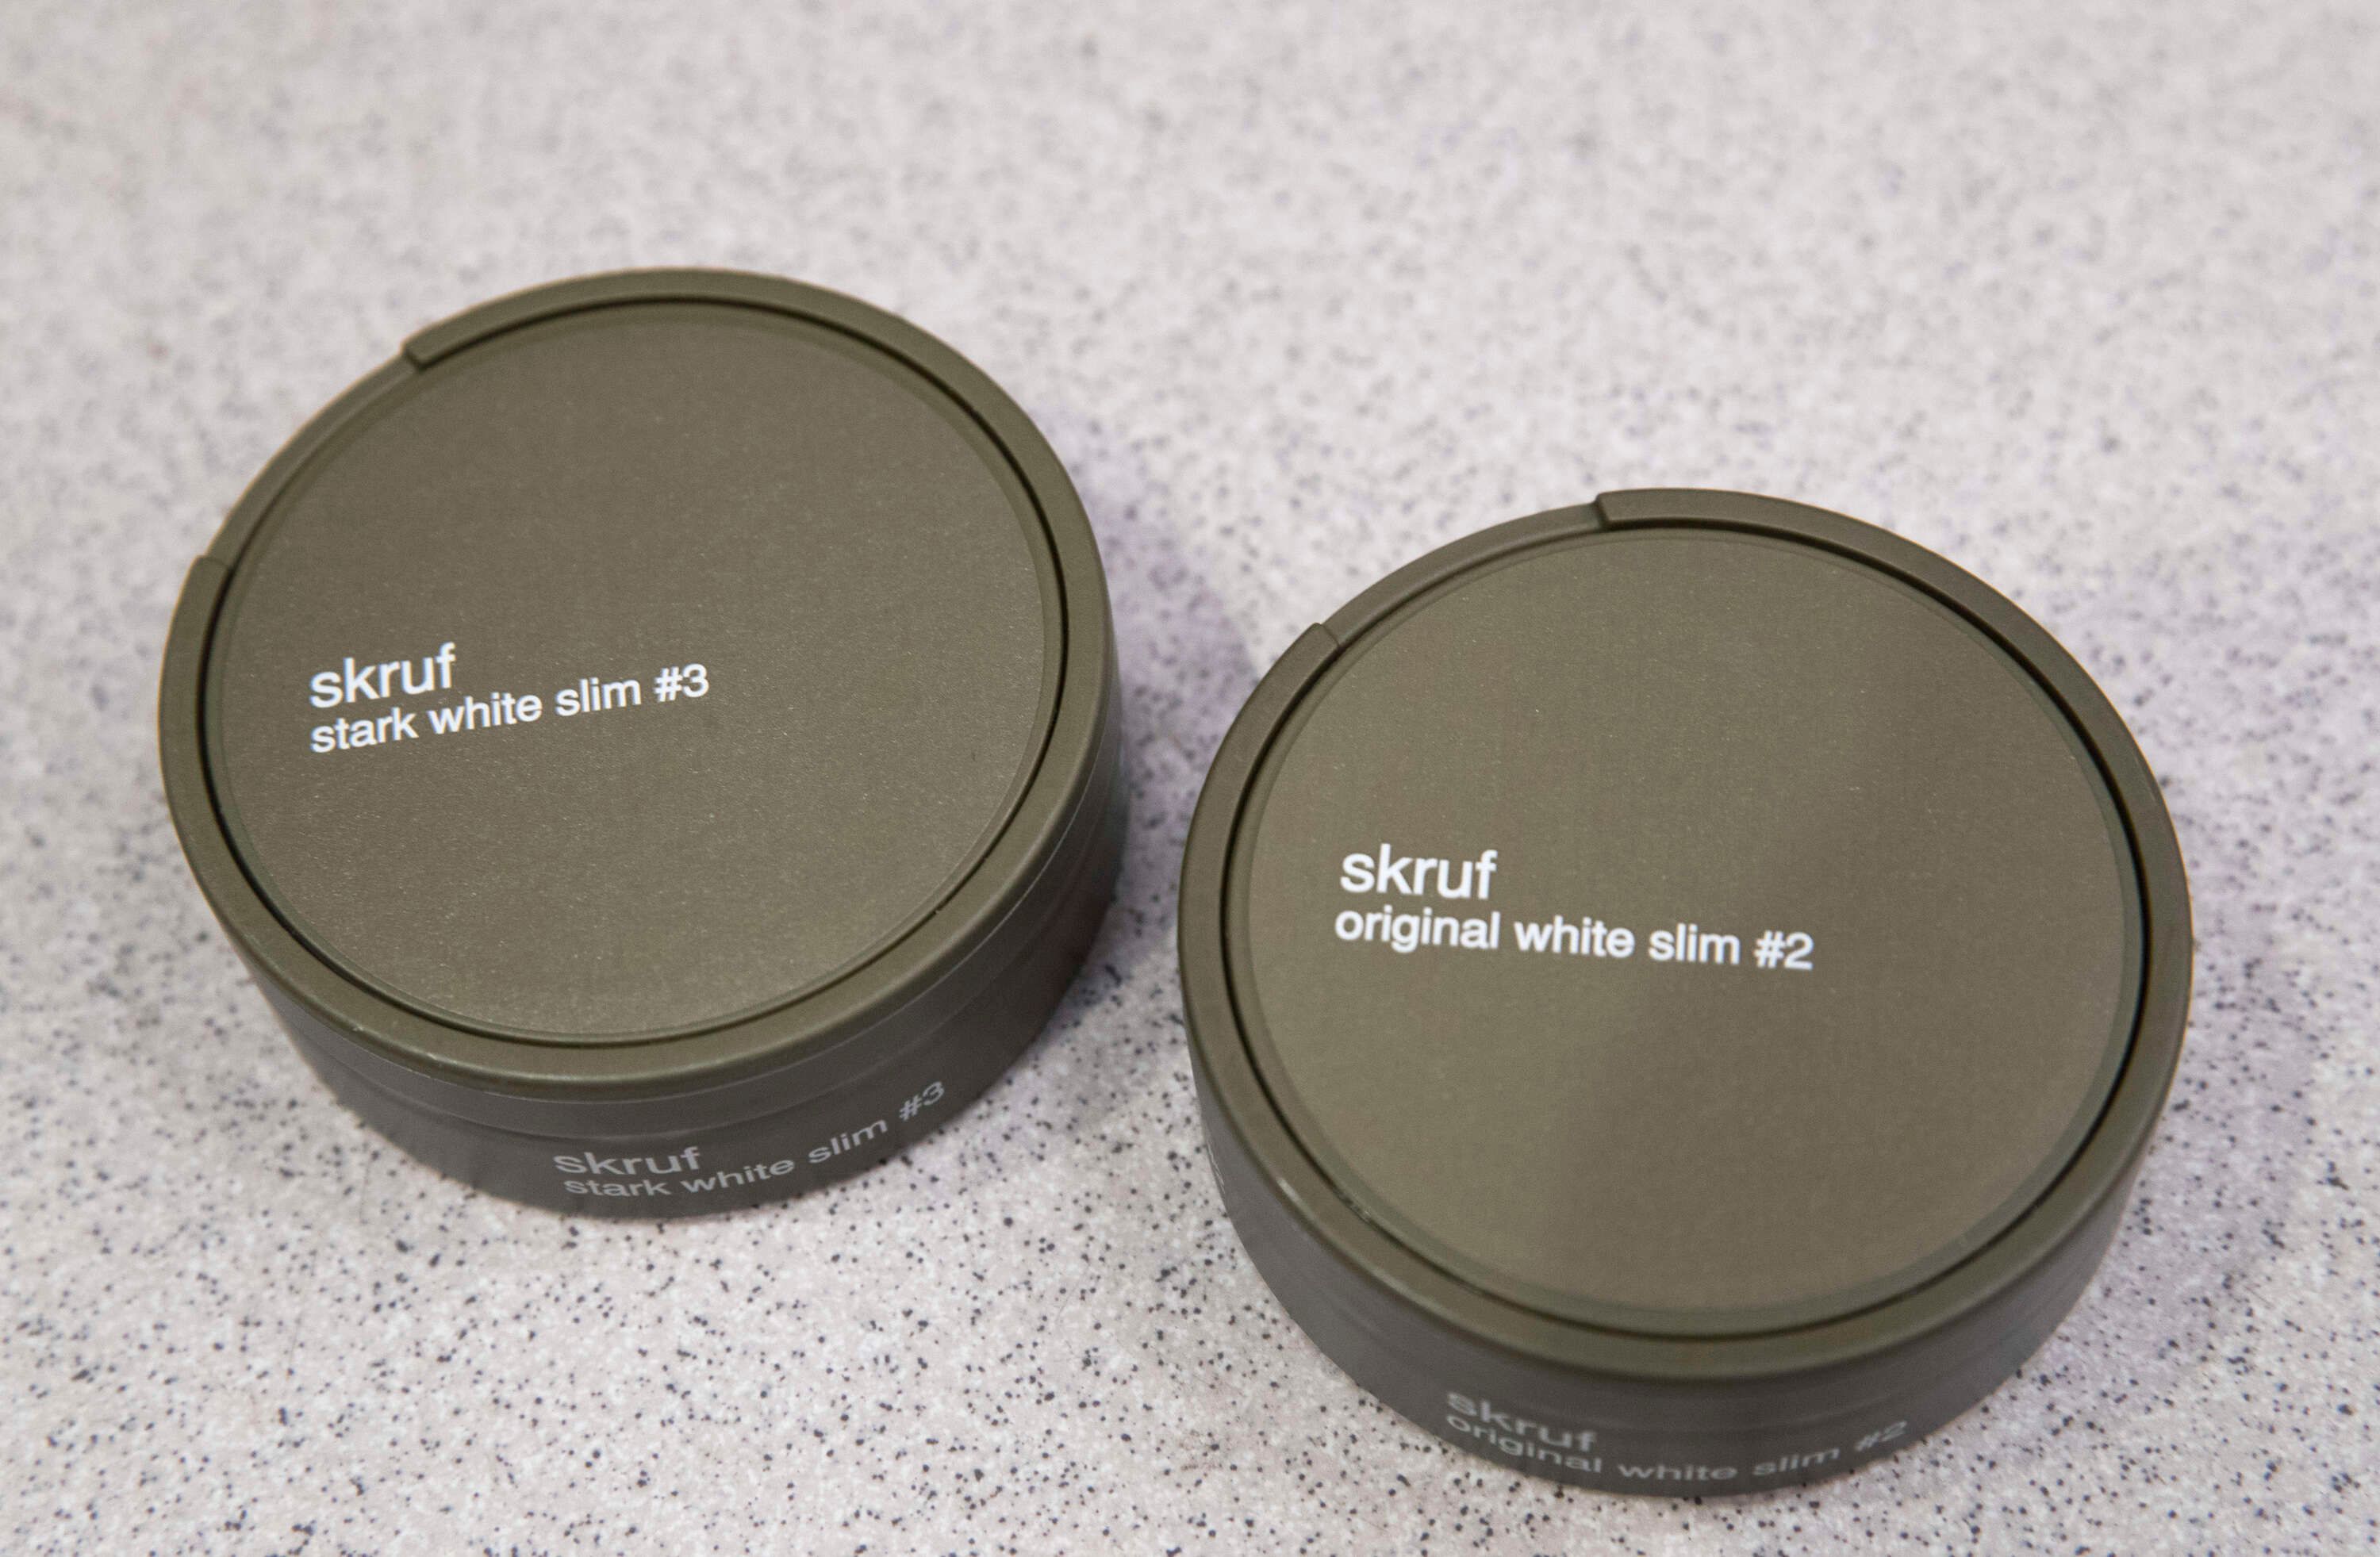 skruf
stark white slim #3
skruf
stark white slim #3
skruf
original white slim #2
skruf
original white slim #2